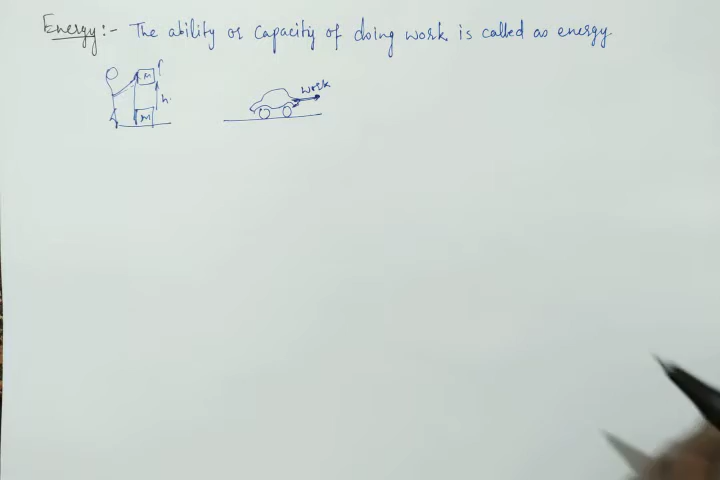 Energy:- The ability or capacity of doing work is called as energy.
M
h
M
work